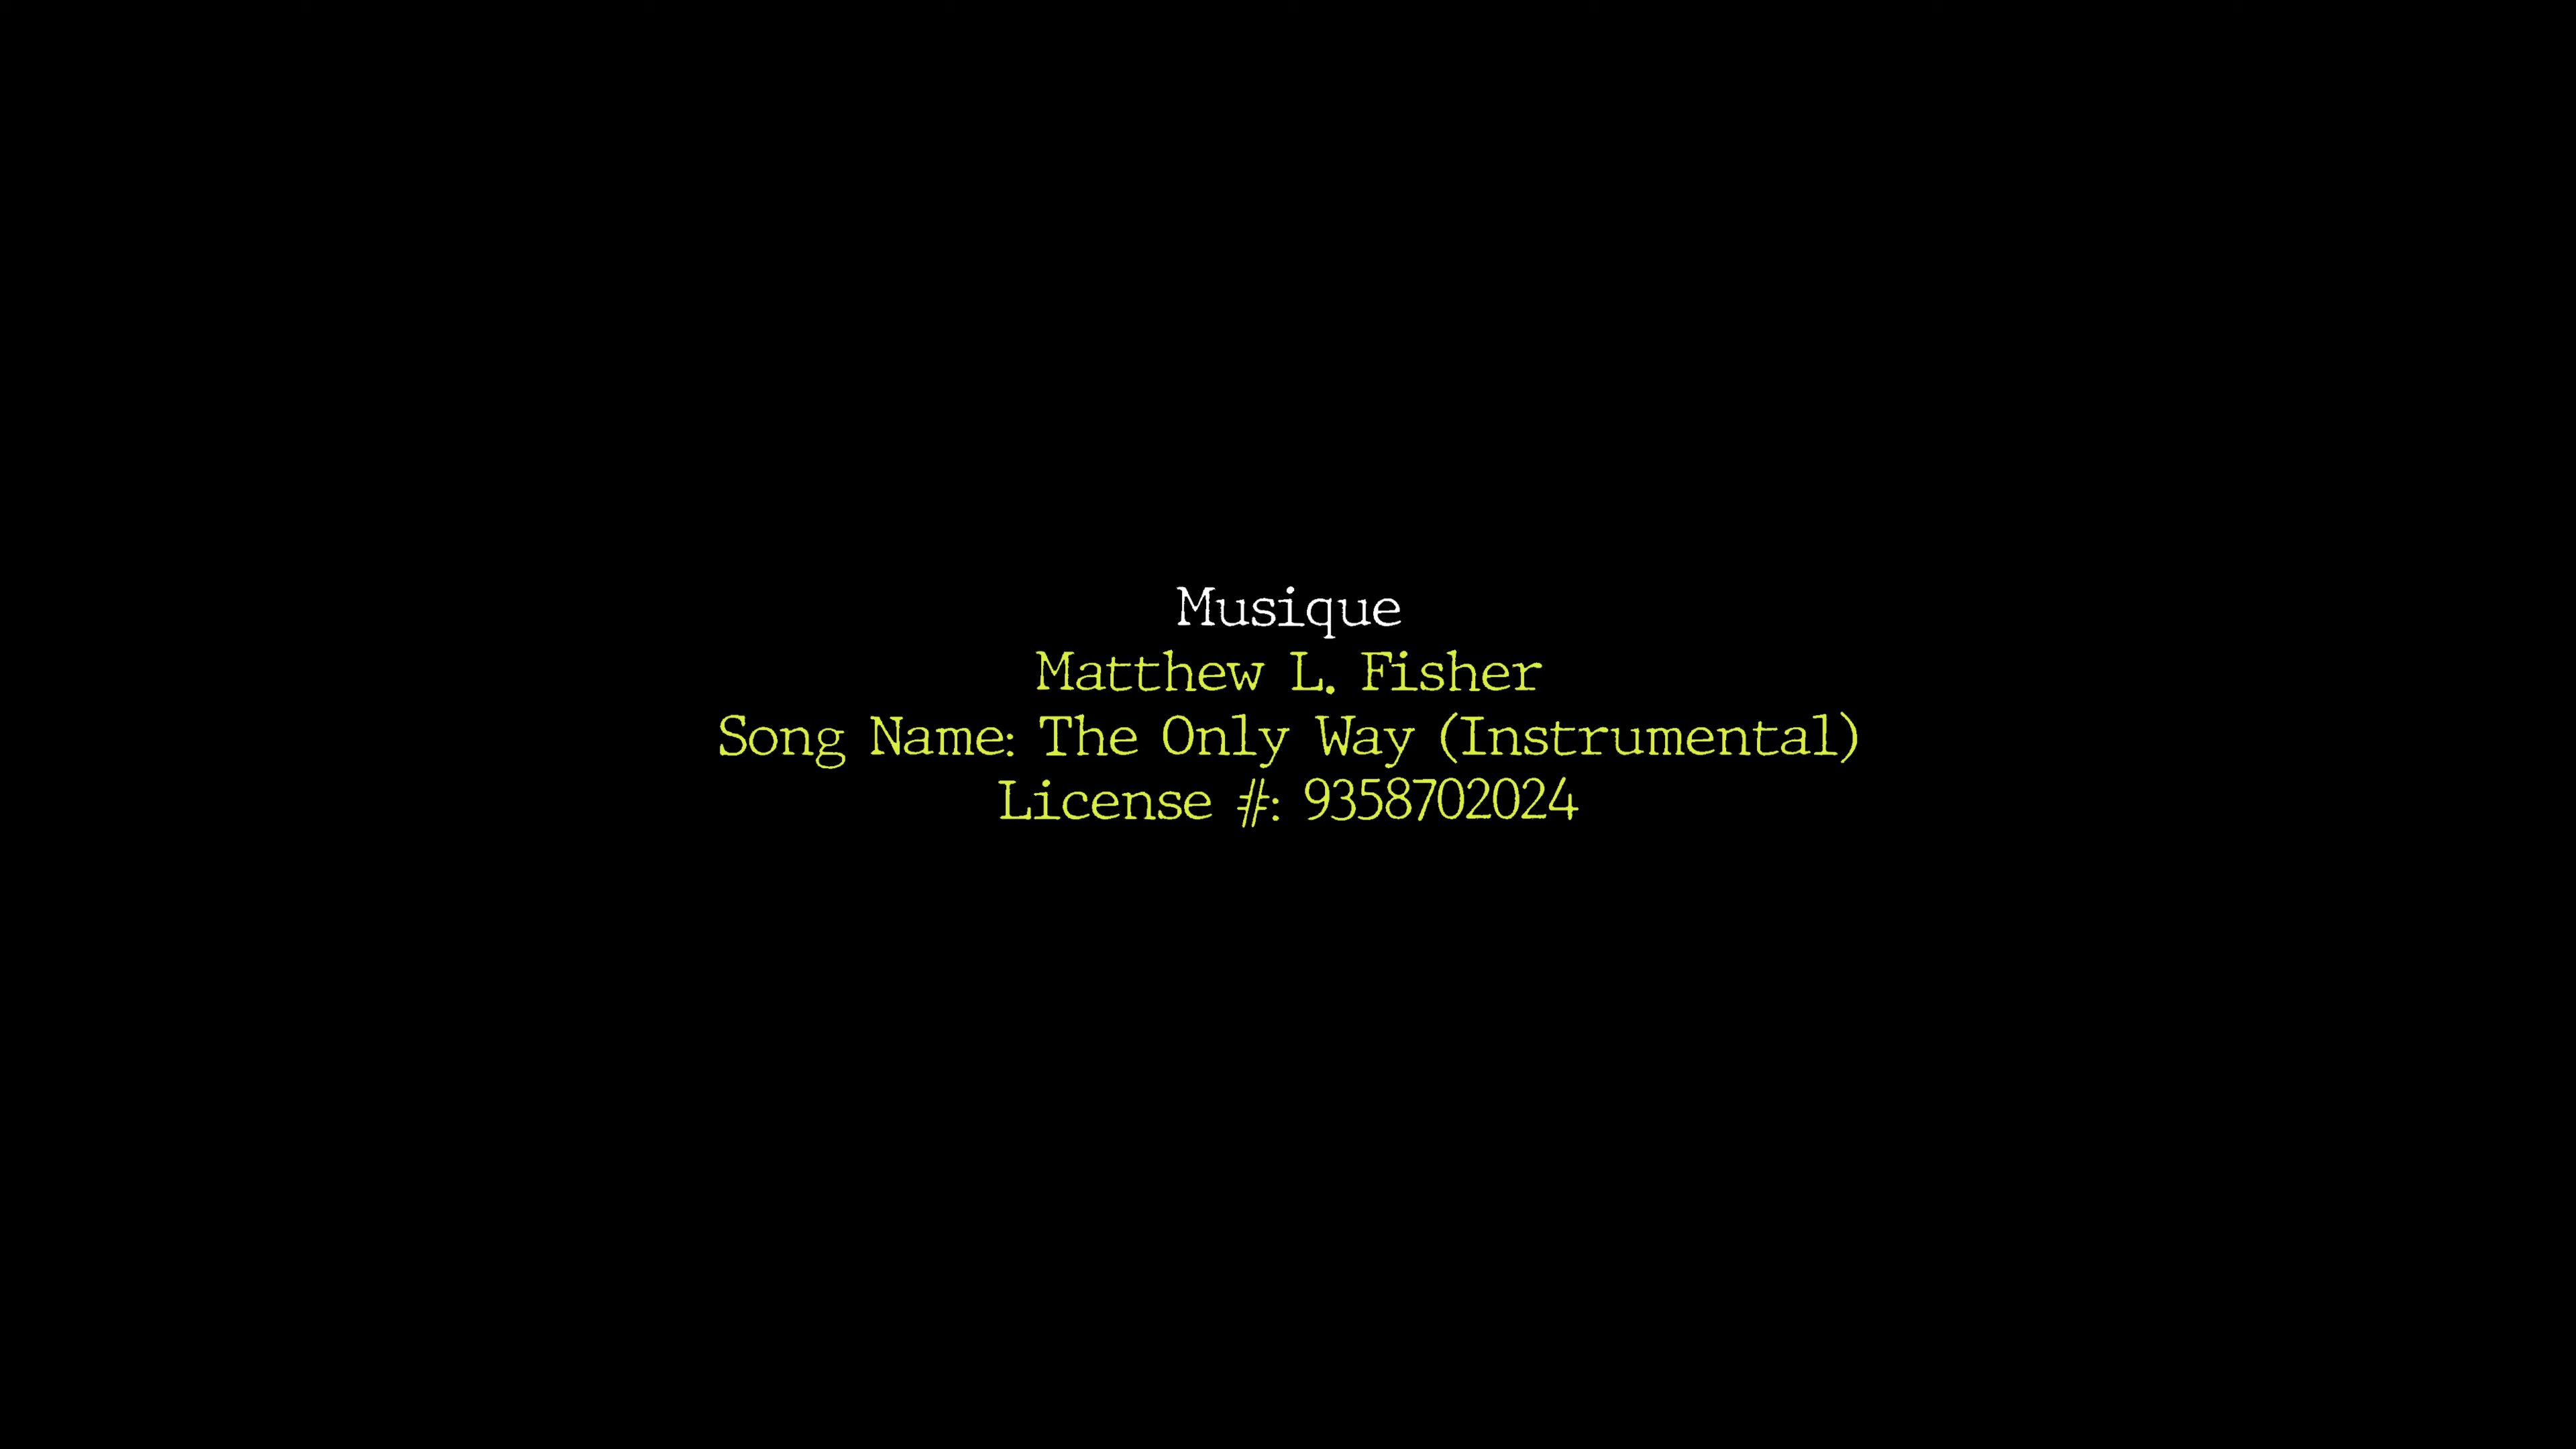 Musique
Matthew L. Fisher
Song Name: The Only Way (Instrumental)
License #: 9358702024